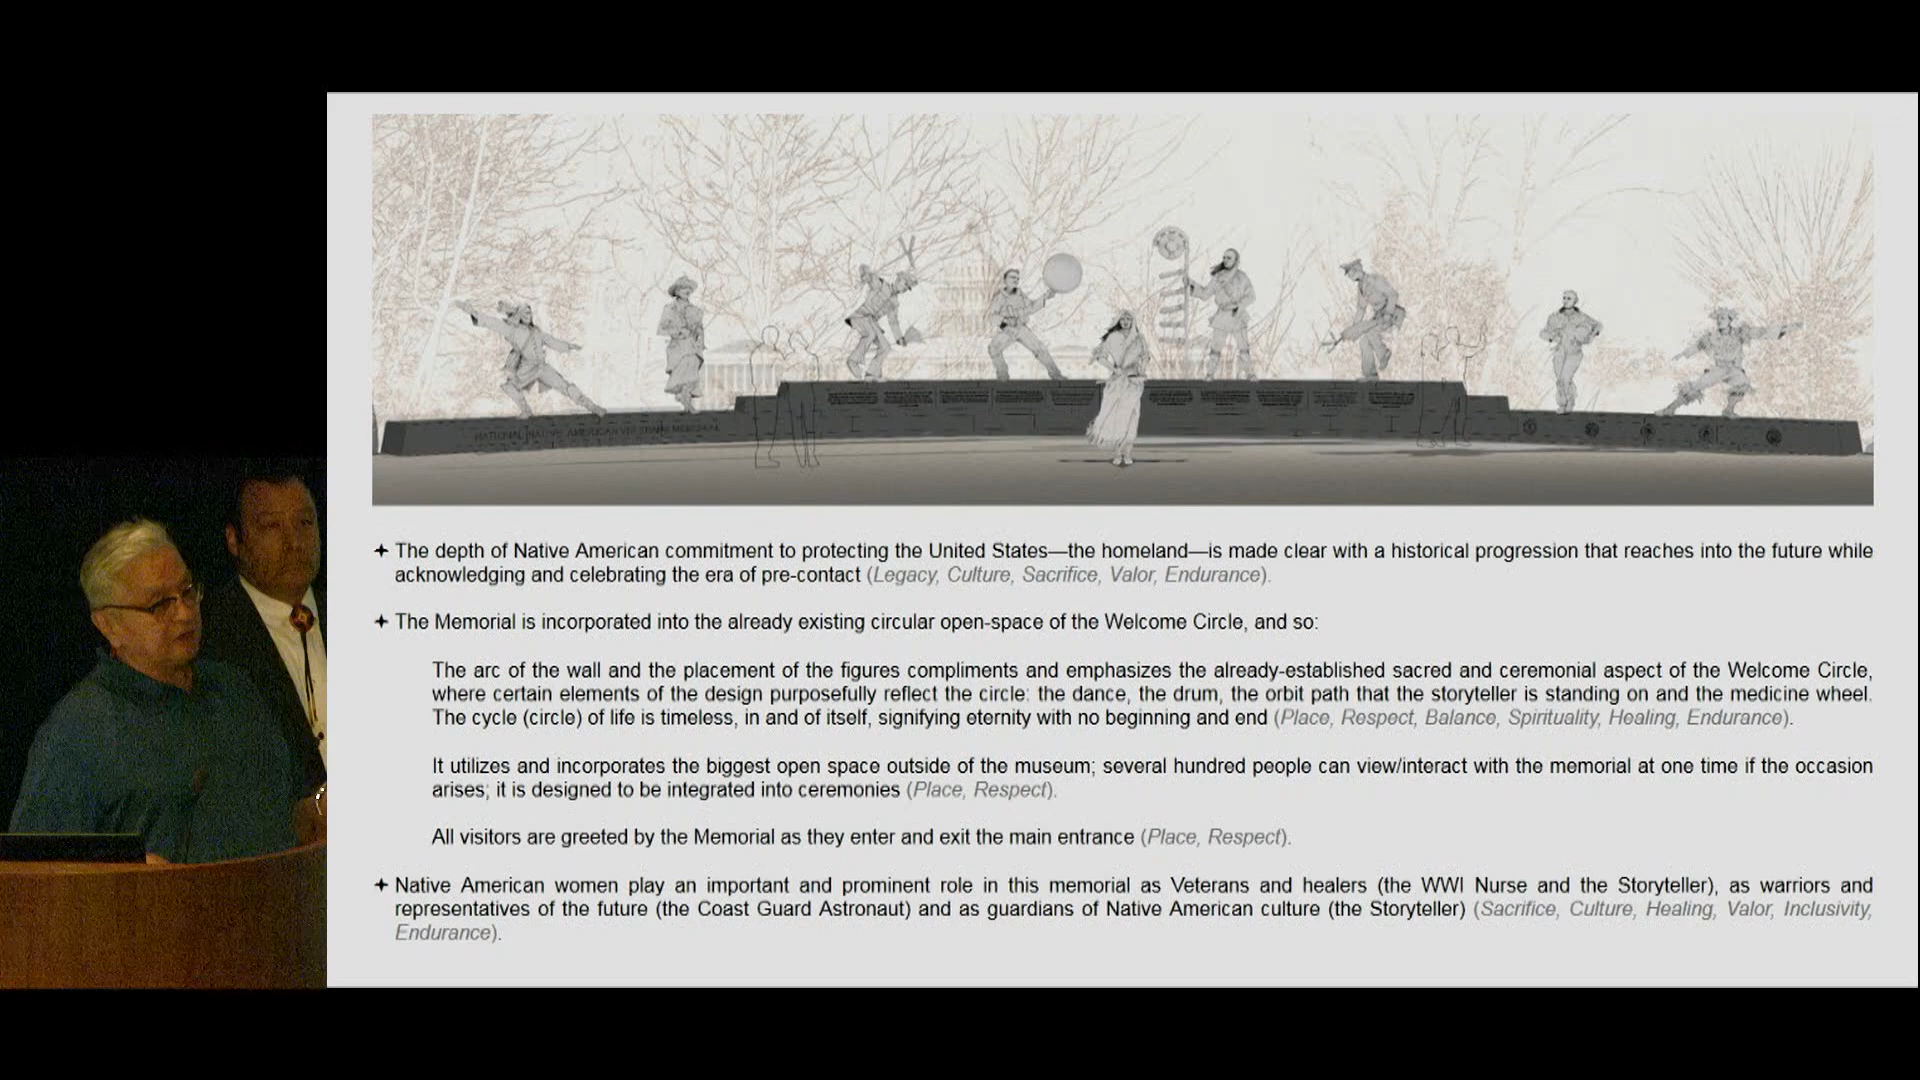 NATIONAL NATIVE AMERICAN VETERANS MEMORIAL
The depth of Native American commitment to protecting the United States—the homeland—is made clear with a historical progression that reaches into the future while
acknowledging and celebrating the era of pre-contact (Legacy, Culture, Sacrifice, Valor, Endurance).
The Memorial is incorporated into the already existing circular open-space of the Welcome Circle, and so:
The arc of the wall and the placement of the figures compliments and emphasizes the already-established sacred and ceremonial aspect of the Welcome Circle,
where certain elements of the design purposefully reflect the circle: the dance, the drum, the orbit path that the storyteller is standing on and the medicine wheel.
The cycle (circle) of life is timeless, in and of itself, signifying eternity with no beginning and end (Place, Respect, Balance, Spirituality, Healing, Endurance).
It utilizes and incorporates the biggest open space outside of the museum; several hundred people can view/interact with the memorial at one time if the occasion
arises; it is designed to be integrated into ceremonies (Place, Respect).
All visitors are greeted by the Memorial as they enter and exit the main entrance (Place, Respect).
Native American women play an important and prominent role in this memorial as Veterans and healers (the WWI Nurse and the Storyteller), as warriors and
representatives of the future (the Coast Guard Astronaut) and as guardians of Native American culture (the Storyteller) (Sacrifice, Culture, Healing, Valor, Inclusivity,
Endurance).